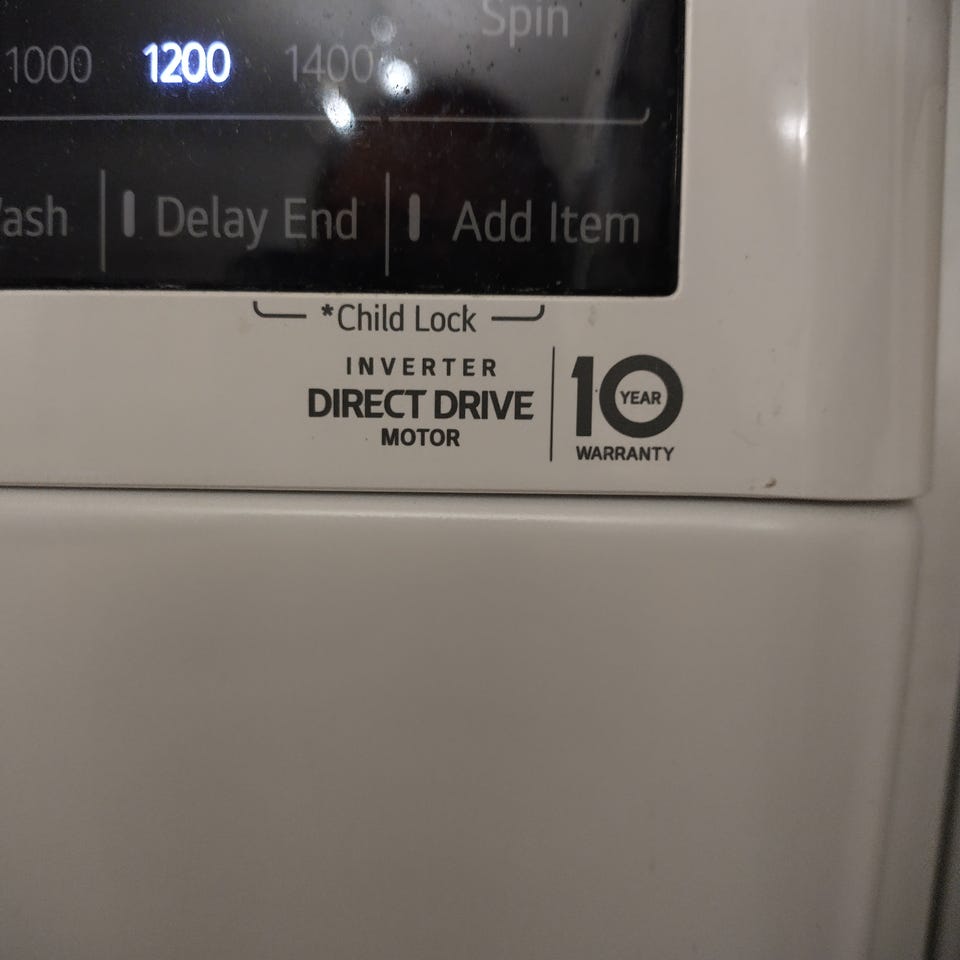 Spin
1000 1200 1400
ash Delay End Add Item
*Child Lock
INVERTER
DIRECT DRIVE
MOTOR
10 YEAR
WARRANTY